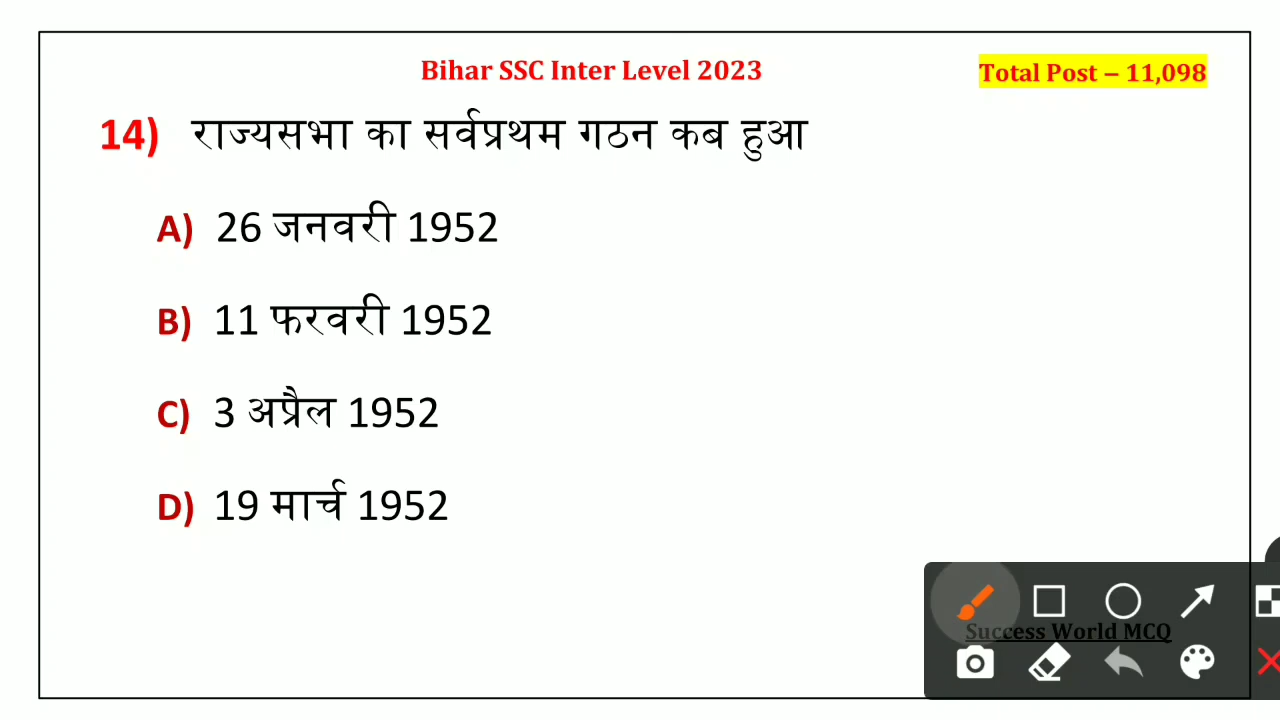 Bihar SSC Inter Level 2023
Total Post – 11,098
14) राज्यसभा का सर्वप्रथम गठन कब हुआ
A) 26 जनवरी 1952
B) 11 फरवरी 1952
C) 3 अप्रैल 1952
D) 19 मार्च 1952
Success World MCQ